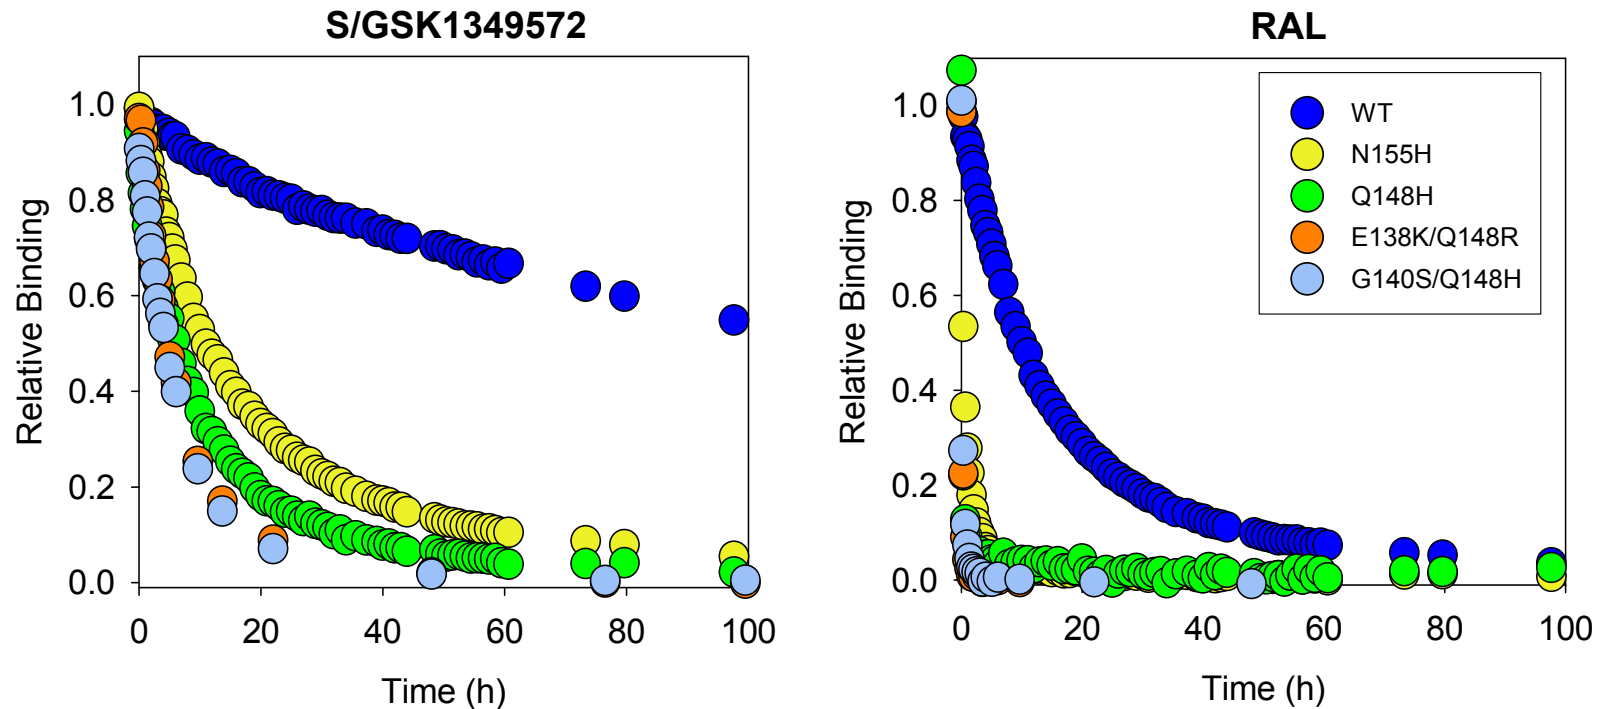 S/GSK1349572
Relative Binding
1.0
0.8
0.6
0.4
0.2
0.0
0 20 40 60 80 100
Time (h)
RAL
Relative Binding
1.0
0.8
0.6
0.4
0.2
0.0
WT
N155H
Q148H
E138K/Q148R
G140S/Q148H
0 20 40 60 80 100
Time (h)